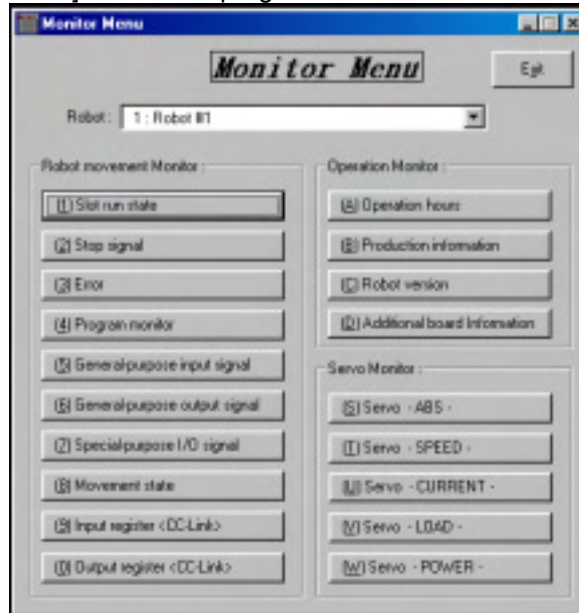 Monitor Menu
Monitor Menu
Exit
Robot : 1 : Robot #1
Robot movement Monitor :
[1] Slot run state
[2] Stop signal
[3] Error
[4] Program monitor
[5] General-purpose input signal
[6] General-purpose output signal
[7] Special-purpose I/O signal
[8] Movement state
[9] Input register <CC-Link>
[0] Output register <CC-Link>
Operation Monitor :
[A] Operation hours
[B] Production information
[C] Robot version
[D] Additional board Information
Servo Monitor :
[S] Servo - ABS -
[T] Servo - SPEED -
[U] Servo - CURRENT -
[V] Servo - LOAD -
[W] Servo - POWER -